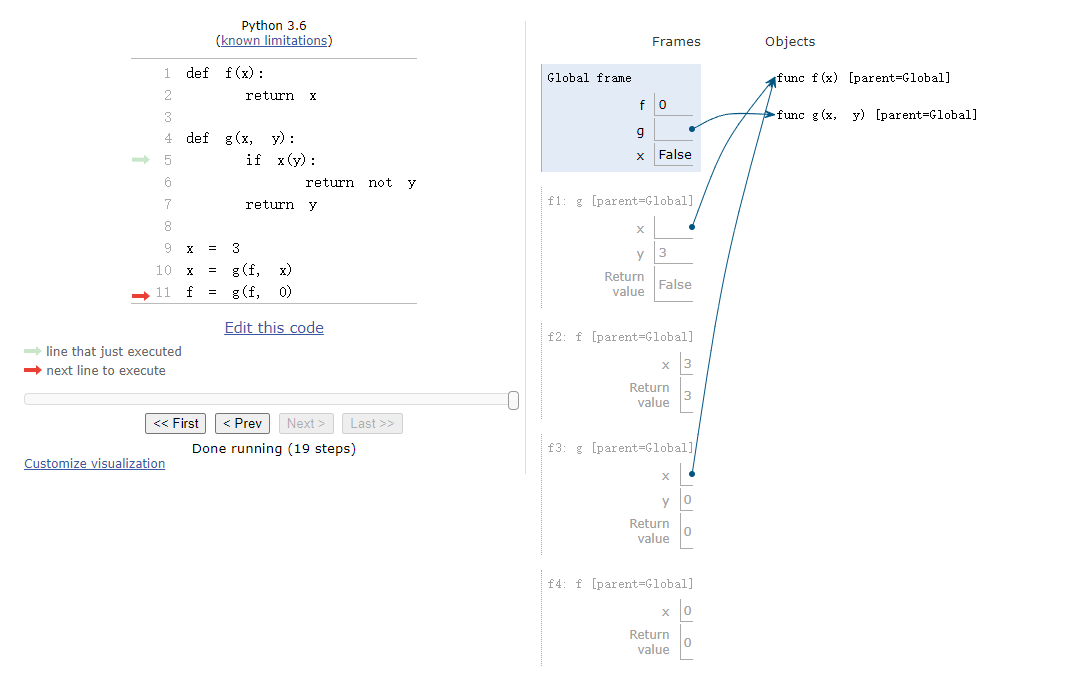 Python 3.6
(known limitations)
1 def f(x):
2 return x
3
4 def g(x, y):
5 if x(y):
6 return not y
7 return y
8
9 x = 3
10 x = g(f, x)
11 f = g(f, 0)
Edit this code
line that just executed
next line to execute
<< First < Prev Next > Last >>
Done running (19 steps)
Customize visualization
Frames Objects
Global frame
f 0
g
x False
func f(x) [parent=Global]
func g(x, y) [parent=Global]
f1: g [parent=Global]
x
y 3
Return
value False
f2: f [parent=Global]
x 3
Return
value 3
f3: g [parent=Global]
x
y 0
Return
value 0
f4: f [parent=Global]
x 0
Return
value 0